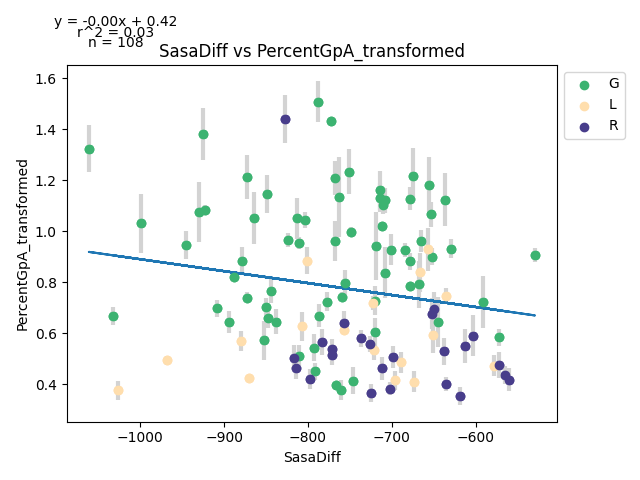 y = -0.00x + 0.42
r^2 = 0.03
n = 108
SasaDiff vs PercentGpA_transformed
G
L
R
PercentGpA_transformed
1.6
1.4
1.2
1.0
0.8
0.6
0.4
−1000
−900
−800
−700
−600
SasaDiff